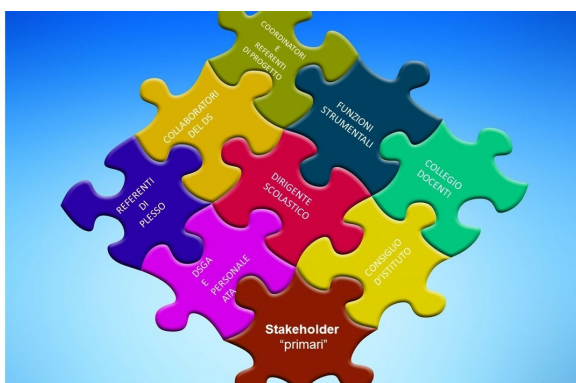 COORDINATORI
E
REFERENTI
DI PROGETTO
COLLABORATORI
DEL DS
FUNZIONI
STRUMENTALI
REFERENTI
DI
PLESSO
DIRIGENTE
SCOLASTICO
COLLEGIO
DOCENTI
DSGA
E
PERSONALE
ATA
CONSIGLIO
D'ISTITUTO
Stakeholder
"primari"